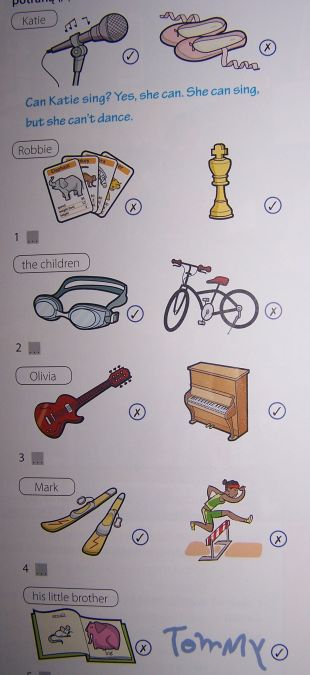 Katie
Can Katie sing? Yes, she can. She can sing,
but she can't dance.
Robbie
Elephant
1
the children
2
Olivia
3
Mark
4
his little brother
Tommy